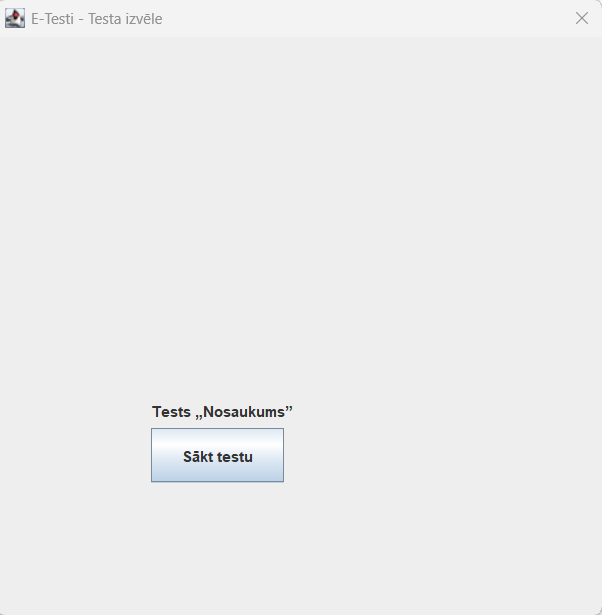 E-Testi - Testa izvēle
Tests „Nosaukums”
Sākt testu